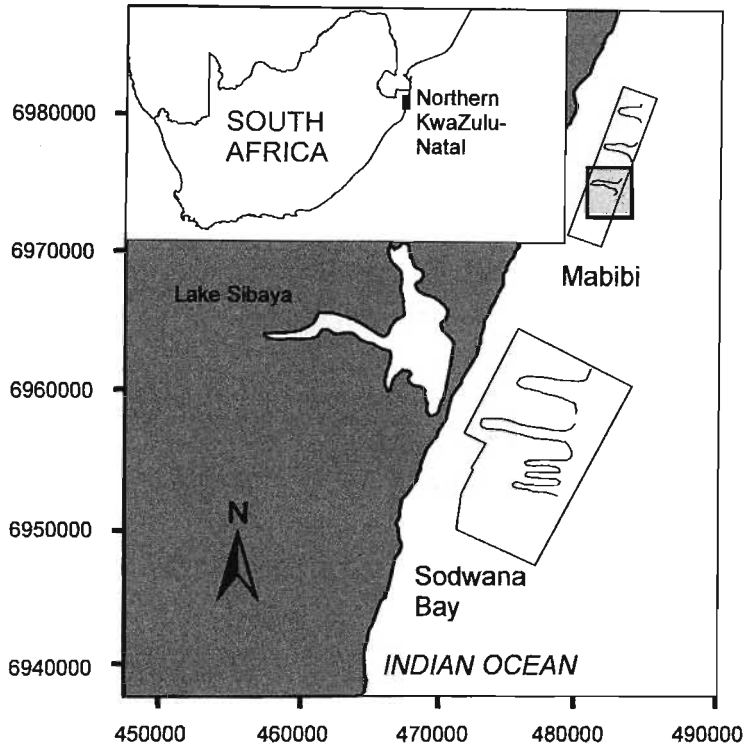 6980000
6970000
6960000
6950000
6940000
SOUTH
AFRICA
Northern
KwaZulu-
Natal
Mabibi
Lake Sibaya
N
Sodwana
Bay
INDIAN OCEAN
450000 460000 470000 480000 490000